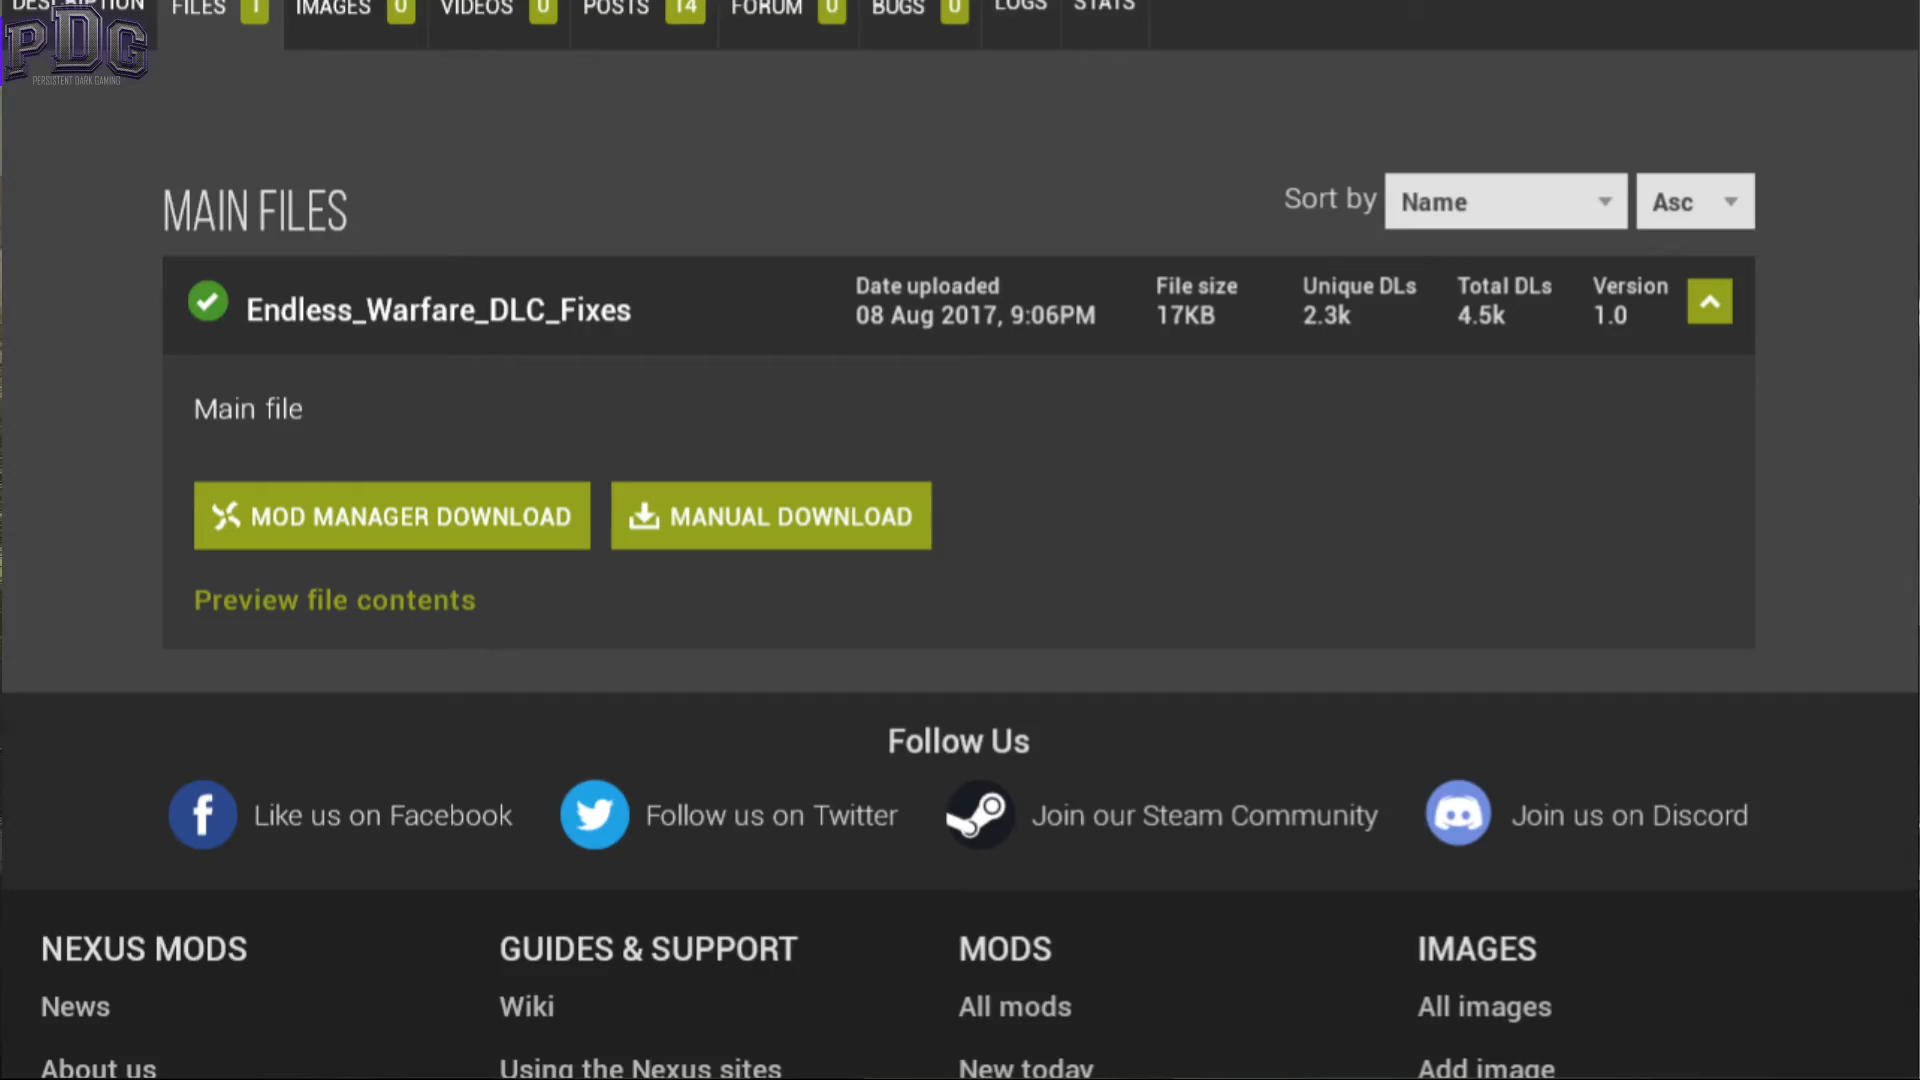 DESCRIPTION
FILES 1
IMAGES 0
VIDEOS 0
POSTS 14
FORUM 0
BUGS 0
LOGS
STATS
PDG
PERSISTENT DARK GAMING
MAIN FILES
Sort by Name Asc
Endless_Warfare_DLC_Fixes
Date uploaded
08 Aug 2017, 9:06PM
File size
17KB
Unique DLs
2.3k
Total DLs
4.5k
Version
1.0
Main file
MOD MANAGER DOWNLOAD
MANUAL DOWNLOAD
Preview file contents
Follow Us
Like us on Facebook
Follow us on Twitter
Join our Steam Community
Join us on Discord
NEXUS MODS
News
About us
GUIDES & SUPPORT
Wiki
Using the Nexus sites
MODS
All mods
New today
IMAGES
All images
Add image